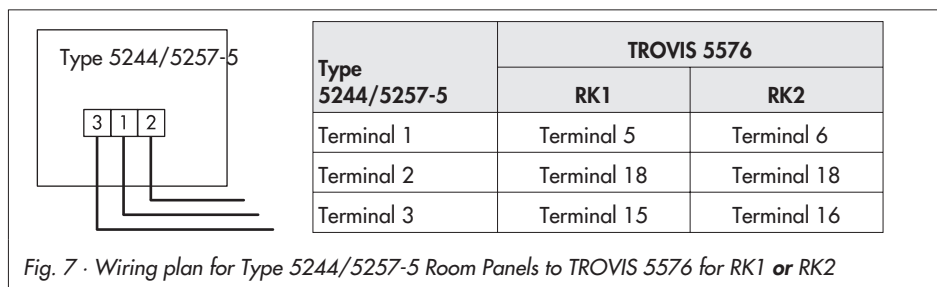 Type 5244/5257-5
3 1 2
Type 5244/5257-5 TROVIS 5576
RK1 RK2
Terminal 1 Terminal 5 Terminal 6
Terminal 2 Terminal 18 Terminal 18
Terminal 3 Terminal 15 Terminal 16
Fig. 7 · Wiring plan for Type 5244/5257-5 Room Panels to TROVIS 5576 for RK1 or RK2